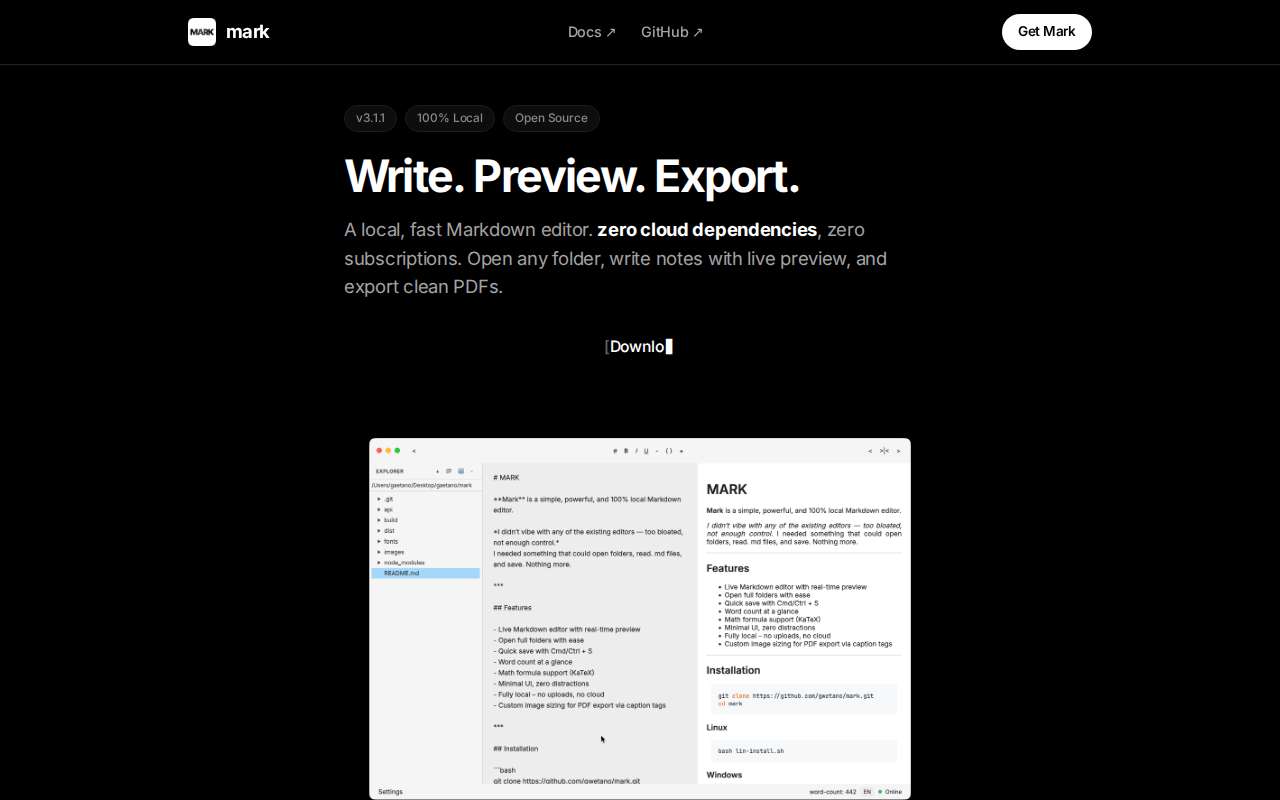 MARK mark Docs ↗ GitHub ↗ Get Mark
v3.1.1 100% Local Open Source
Write. Preview. Export.
A local, fast Markdown editor. zero cloud dependencies, zero
subscriptions. Open any folder, write notes with live preview, and
export clean PDFs.
[Downlo
< # B I U - { } + < >|< >
EXPLORER
/Users/gaetano/Desktop/gaetano/mark
.git
api
build
dist
fonts
images
node_modules
README.md
# MARK
**Mark** is a simple, powerful, and 100% local Markdown
editor.
*I didn't vibe with any of the existing editors — too bloated,
not enough control.*
I needed something that could open folders, read. md files,
and save. Nothing more.
***
## Features
- Live Markdown editor with real-time preview
- Open full folders with ease
- Quick save with Cmd/Ctrl + S
- Word count at a glance
- Math formula support (KaTeX)
- Minimal UI, zero distractions
- Fully local – no uploads, no cloud
- Custom image sizing for PDF export via caption tags
***
## Installation
```bash
git clone https://github.com/gwetano/mark.git
MARK
Mark is a simple, powerful, and 100% local Markdown editor.
I didn't vibe with any of the existing editors — too bloated,
not enough control. I needed something that could open
folders, read. md files, and save. Nothing more.
Features
• Live Markdown editor with real-time preview
• Open full folders with ease
• Quick save with Cmd/Ctrl + S
• Word count at a glance
• Math formula support (KaTeX)
• Minimal UI, zero distractions
• Fully local – no uploads, no cloud
• Custom image sizing for PDF export via caption tags
Installation
git clone https://github.com/gwetano/mark.git
cd mark
Linux
bash lin-install.sh
Windows
Settings word-count: 442 EN Online